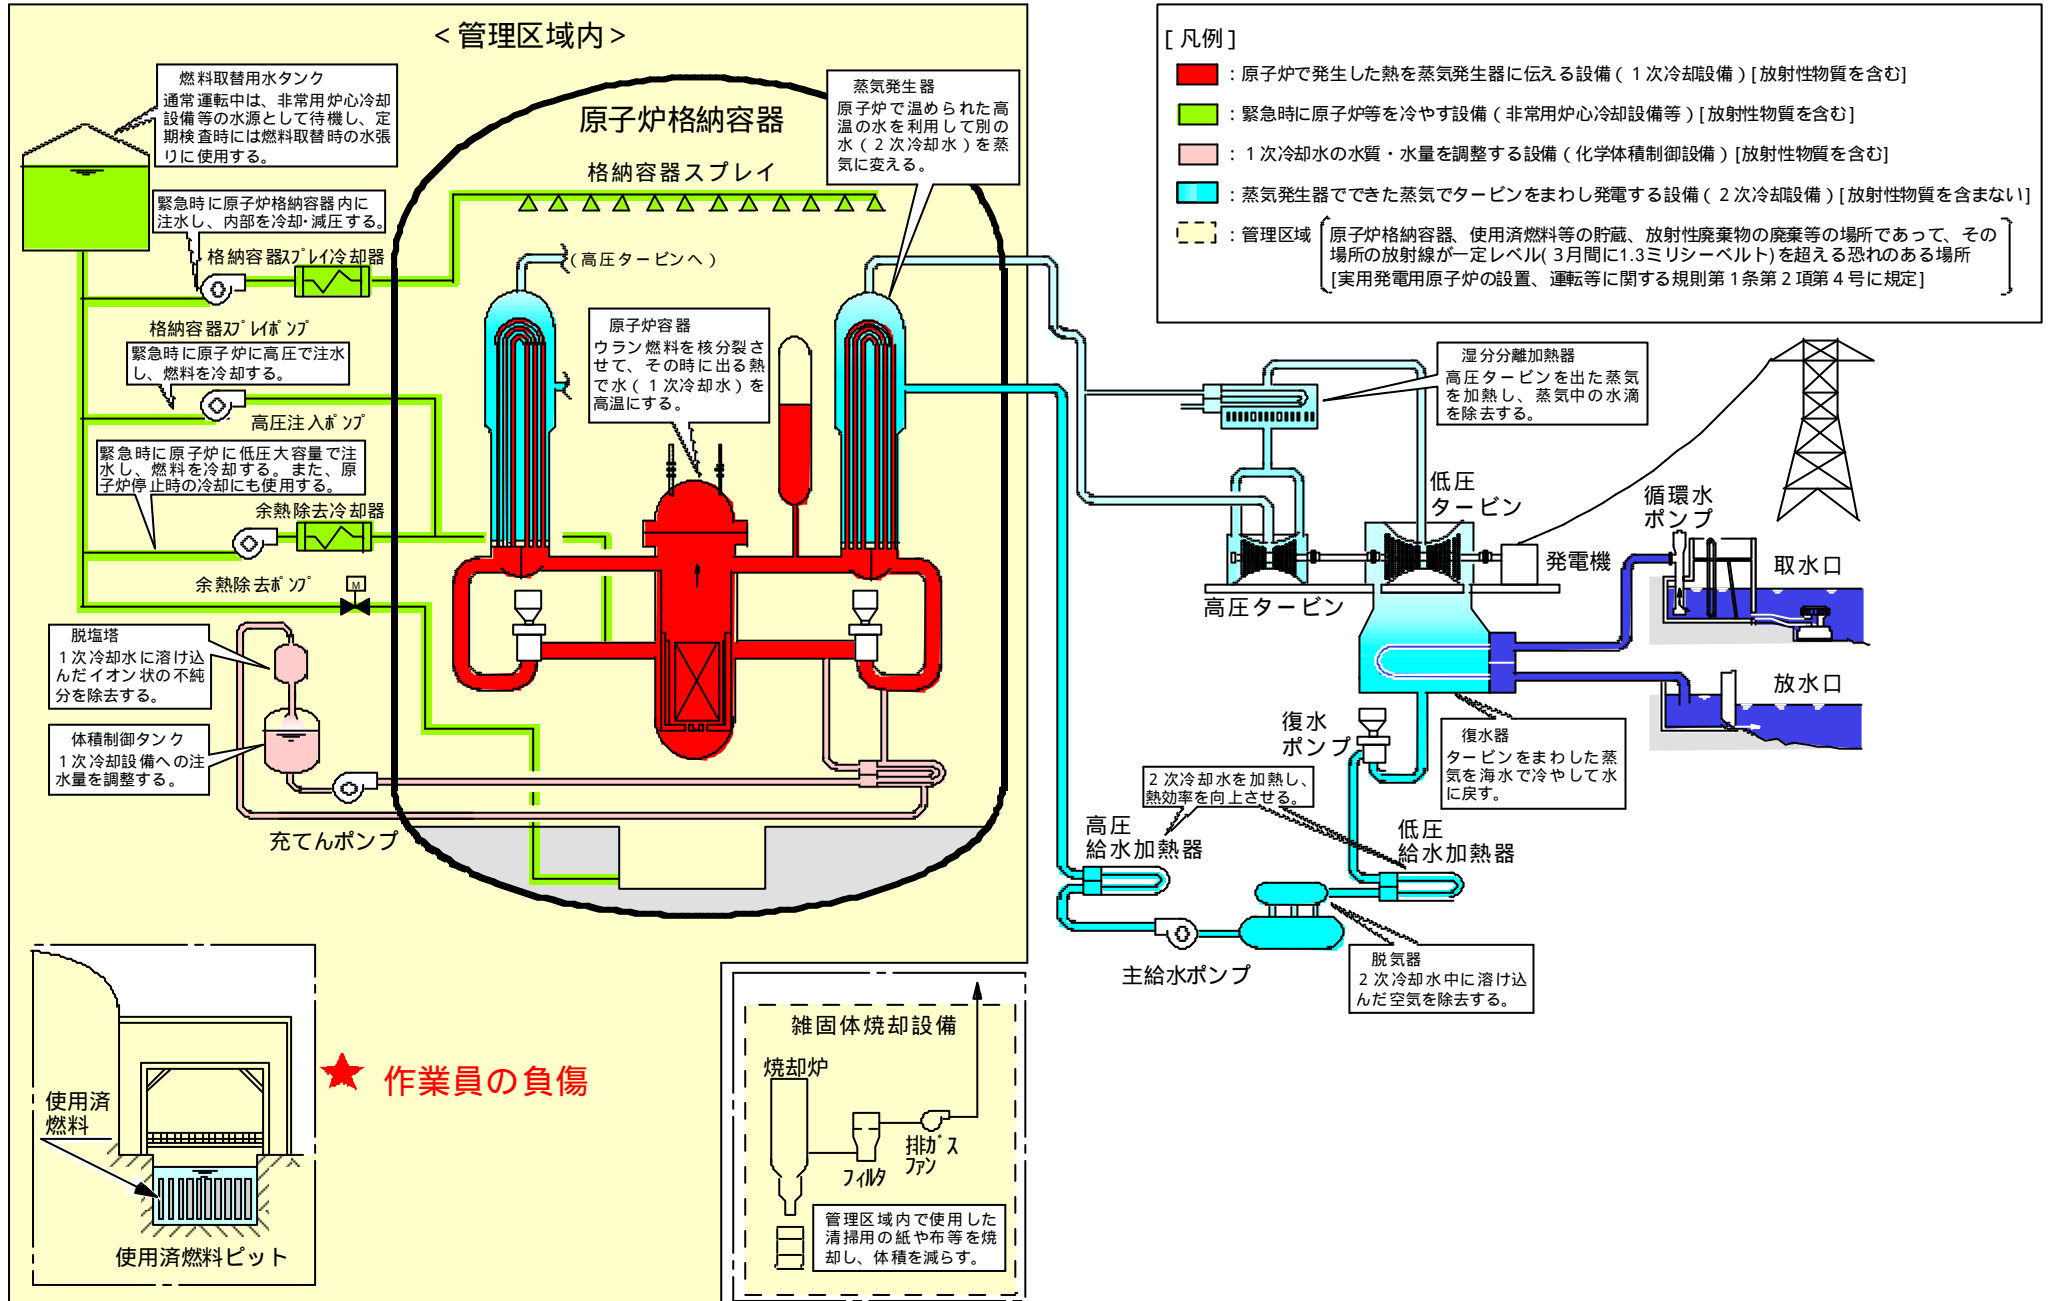 <管理区域内>
燃料取替用水タンク
通常運転中は、非常用炉心冷却
設備等の水源として待機し、定
期検査時には燃料取替時の水張
りに使用する。
緊急時に原子炉格納容器内に
注水し、内部を冷却・減圧する。
格納容器スプレイ冷却器
格納容器スプレイポンプ
緊急時に原子炉に高圧で注水
し、燃料を冷却する。
高圧注入ポンプ
緊急時に原子炉に低圧大容量で注
水し、燃料を冷却する。また、原
子炉停止時の冷却にも使用する。
余熱除去冷却器
余熱除去ポンプ
M
脱塩塔
1次冷却水に溶け込
んだイオン状の不純
分を除去する。
体積制御タンク
1次冷却設備への注
水量を調整する。
充てんポンプ
原子炉格納容器
格納容器スプレイ
(高圧タービンへ)
蒸気発生器
原子炉で温められた高
温の水を利用して別の
水(2次冷却水)を蒸
気に変える。
原子炉容器
ウラン燃料を核分裂さ
せて、その時に出る熱
で水(1次冷却水)を
高温にする。
[凡例]
:原子炉で発生した熱を蒸気発生器に伝える設備(1次冷却設備)[放射性物質を含む]
:緊急時に原子炉等を冷やす設備(非常用炉心冷却設備等)[放射性物質を含む]
:1次冷却水の水質・水量を調整する設備(化学体積制御設備)[放射性物質を含む]
:蒸気発生器でできた蒸気でタービンをまわし発電する設備(2次冷却設備)[放射性物質を含まない]
:管理区域
原子炉格納容器、使用済燃料等の貯蔵、放射性廃棄物の廃棄等の場所であって、その
場所の放射線が一定レベル(3月間に1.3ミリシーベルト)を超える恐れのある場所
[実用発電用原子炉の設置、運転等に関する規則第1条第2項第4号に規定]
湿分分離加熱器
高圧タービンを出た蒸気
を加熱し、蒸気中の水滴
を除去する。
低圧
タービン
高圧タービン
発電機
循環水
ポンプ
取水口
放水口
復水
ポンプ
復水器
タービンをまわした蒸
気を海水で冷やして水
に戻す。
2次冷却水を加熱し、
熱効率を向上させる。
高圧
給水加熱器
低圧
給水加熱器
主給水ポンプ
脱気器
2次冷却水中に溶け込
んだ空気を除去する。
使用済
燃料
使用済燃料ピット
★ 作業員の負傷
雑固体焼却設備
焼却炉
フィルタ
排ガス
ファン
管理区域内で使用した
清掃用の紙や布等を焼
却し、体積を減らす。